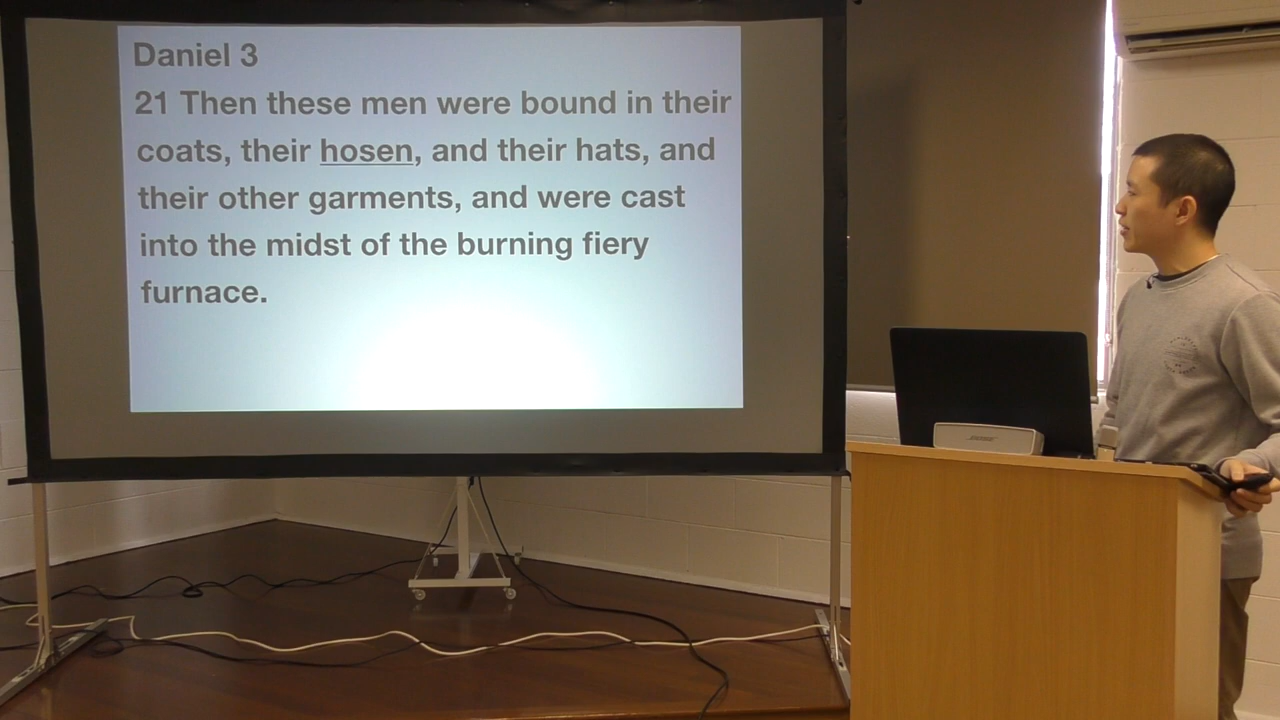 Daniel 3
21 Then these men were bound in their
coats, their hosen, and their hats, and
their other garments, and were cast
into the midst of the burning fiery
furnace.